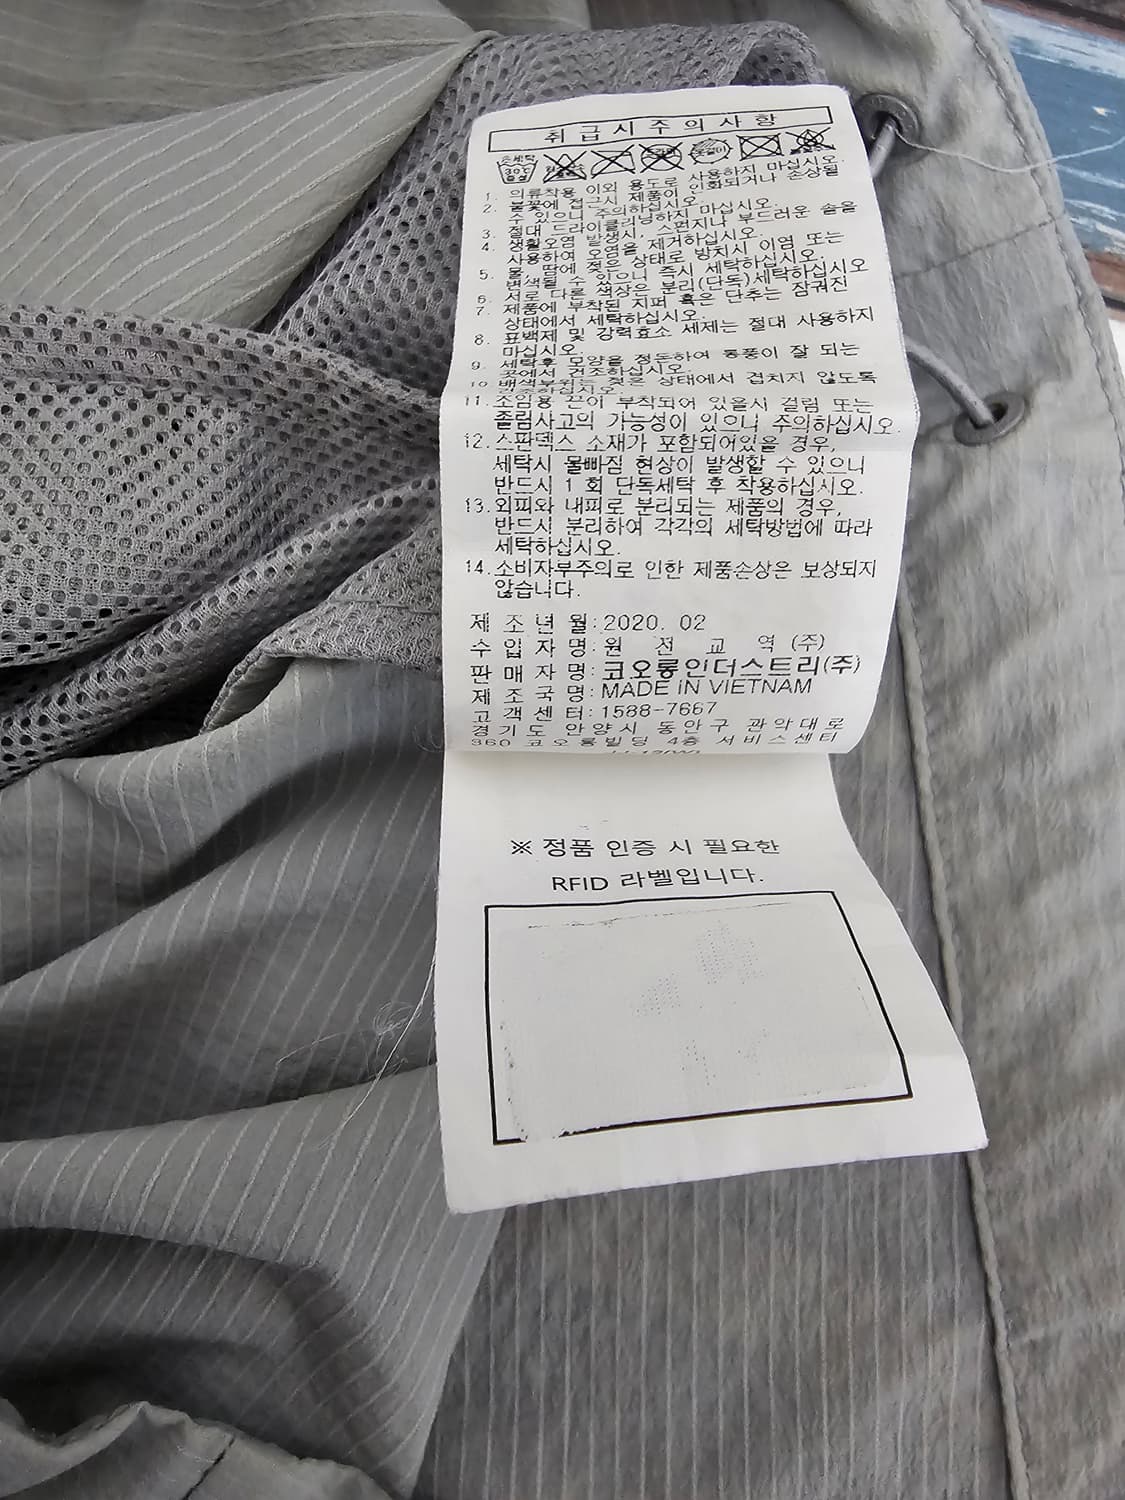 취급시주의사항
손세탁
30℃
중성
1. 의류착용 이외 용도로 사용하지 마십시오.
2. 불꽃에 접근시 제품이 인화되거나 손상될
수 있으니 주의하십시오.
3. 절대 드라이클리닝하지 마십시오.
4. 생활오염 발생시, 스펀지나 부드러운 솔을
사용하여 오염을 제거하십시오.
5. 물,땀에 젖은 상태로 방치시 이염 또는
변색될 수 있으니 즉시 세탁하십시오.
6. 서로 다른 색상은 분리(단독)세탁하십시오
7. 제품에 부착된 지퍼 혹은 단추는 잠궈진
상태에서 세탁하십시오.
8. 표백제 및 강력효소 세제는 절대 사용하지
마십시오.
9. 세탁후 모양을 정돈하여 통풍이 잘 되는
곳에서 건조하십시오.
10. 백색부위는 젖은 상태에서 겹치지 않도록
11.조임용 끈이 부착되어 있을시 걸림 또는
졸림사고의 가능성이 있으니 주의하십시오.
12.스판덱스 소재가 포함되어있을 경우,
세탁시 물빠짐 현상이 발생할 수 있으니
반드시 1 회 단독세탁 후 착용하십시오.
13.외피와 내피로 분리되는 제품의 경우,
반드시 분리하여 각각의 세탁방법에 따라
세탁하십시오.
14.소비자부주의로 인한 제품손상은 보상되지
않습니다.
제 조 년 월:2020. 02
수 입 자 명:원 전 교 역 (주)
판 매 자 명:코오롱인더스트리(주)
제 조 국 명:MADE IN VIETNAM
고 객 센 터:1588-7667
경기도 안양시 동안구 관악대로
360 코오롱빌딩 4층 서비스센터
※ 정품 인증 시 필요한
RFID 라벨입니다.